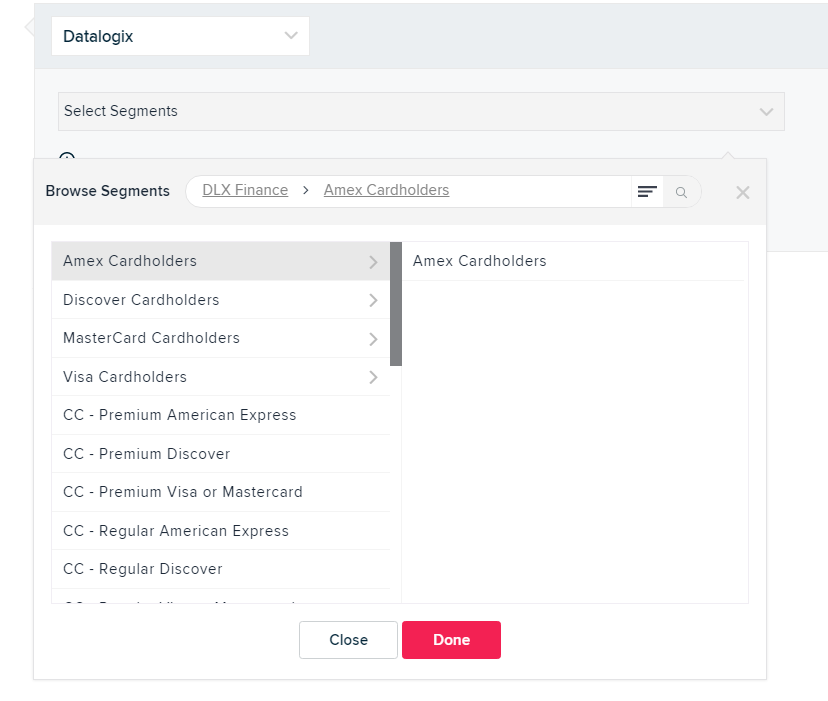 Datalogix
Select Segments
Browse Segments DLX Finance > Amex Cardholders
Amex Cardholders
Discover Cardholders
MasterCard Cardholders
Visa Cardholders
CC - Premium American Express
CC - Premium Discover
CC - Premium Visa or Mastercard
CC - Regular American Express
CC - Regular Discover
Amex Cardholders
Close Done